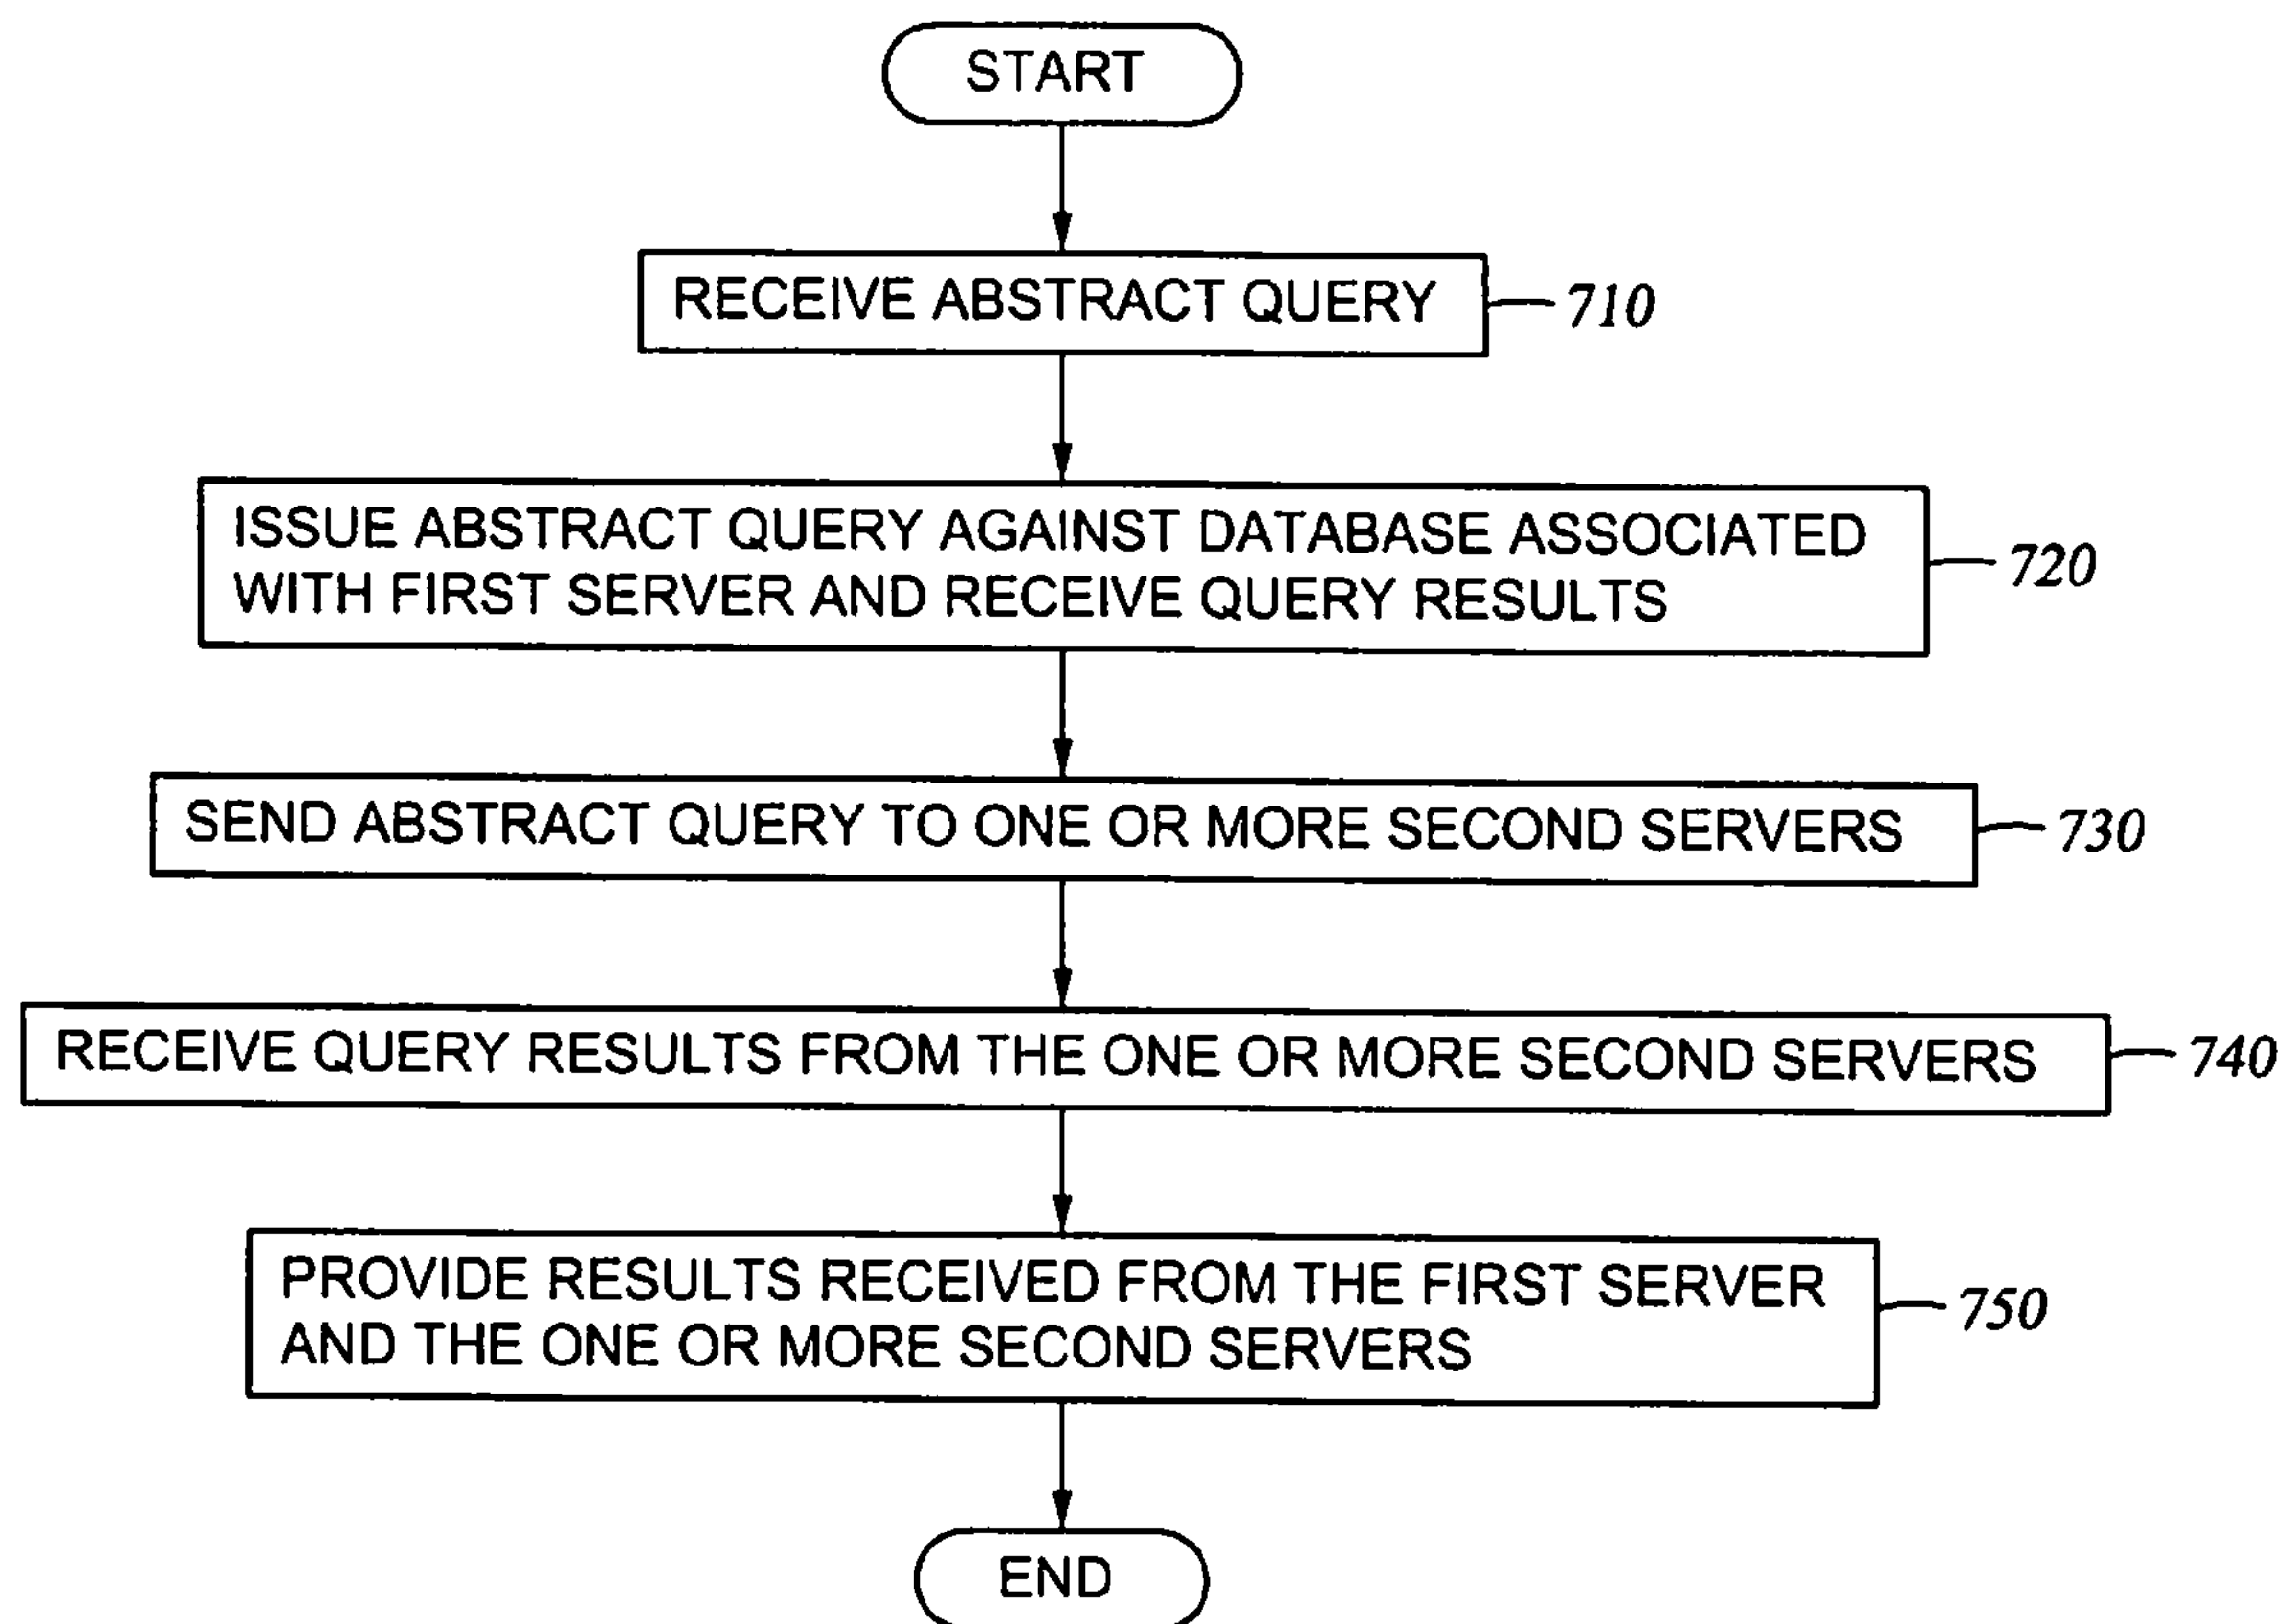 START
RECEIVE ABSTRACT QUERY
710
ISSUE ABSTRACT QUERY AGAINST DATABASE ASSOCIATED
WITH FIRST SERVER AND RECEIVE QUERY RESULTS
720
SEND ABSTRACT QUERY TO ONE OR MORE SECOND SERVERS
730
RECEIVE QUERY RESULTS FROM THE ONE OR MORE SECOND SERVERS
740
PROVIDE RESULTS RECEIVED FROM THE FIRST SERVER
AND THE ONE OR MORE SECOND SERVERS
750
END